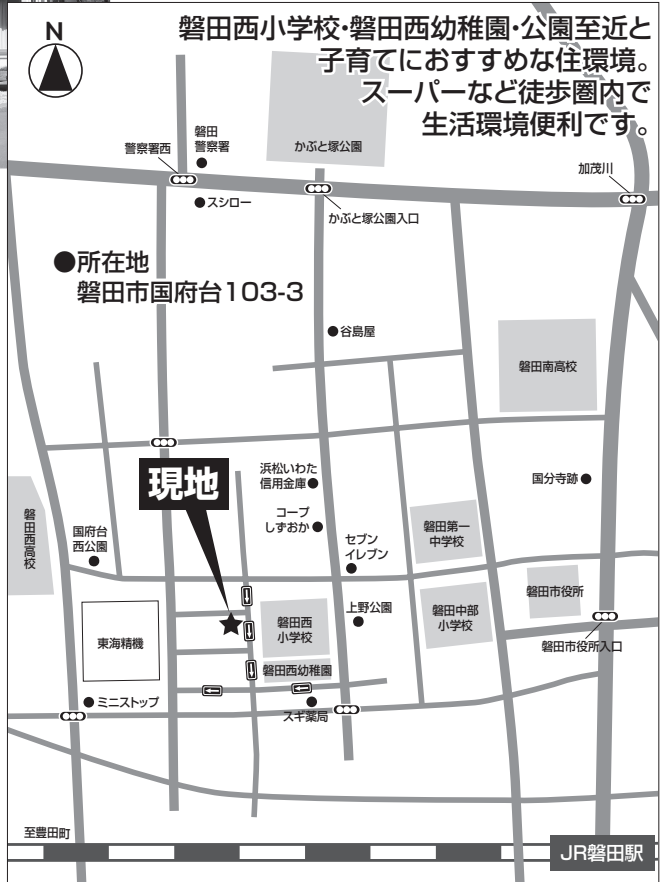 磐田西小学校・磐田西幼稚園・公園至近と
子育てにおすすめな住環境。
スーパーなど徒歩圏内で
生活環境便利です。
N
磐田
警察署
警察署西
かぶと塚公園
加茂川
スシロー
かぶと塚公園入口
●所在地
磐田市国府台103-3
谷島屋
磐田南高校
現地
浜松いわた
信用金庫
国分寺跡
コープ
しずおか
磐田西高校
国府台
西公園
セブン
イレブン
磐田第一
中学校
磐田市役所
東海精機
磐田西
小学校
上野公園
磐田中部
小学校
磐田市役所入口
磐田西幼稚園
ミニストップ
スギ薬局
至豊田町
JR磐田駅